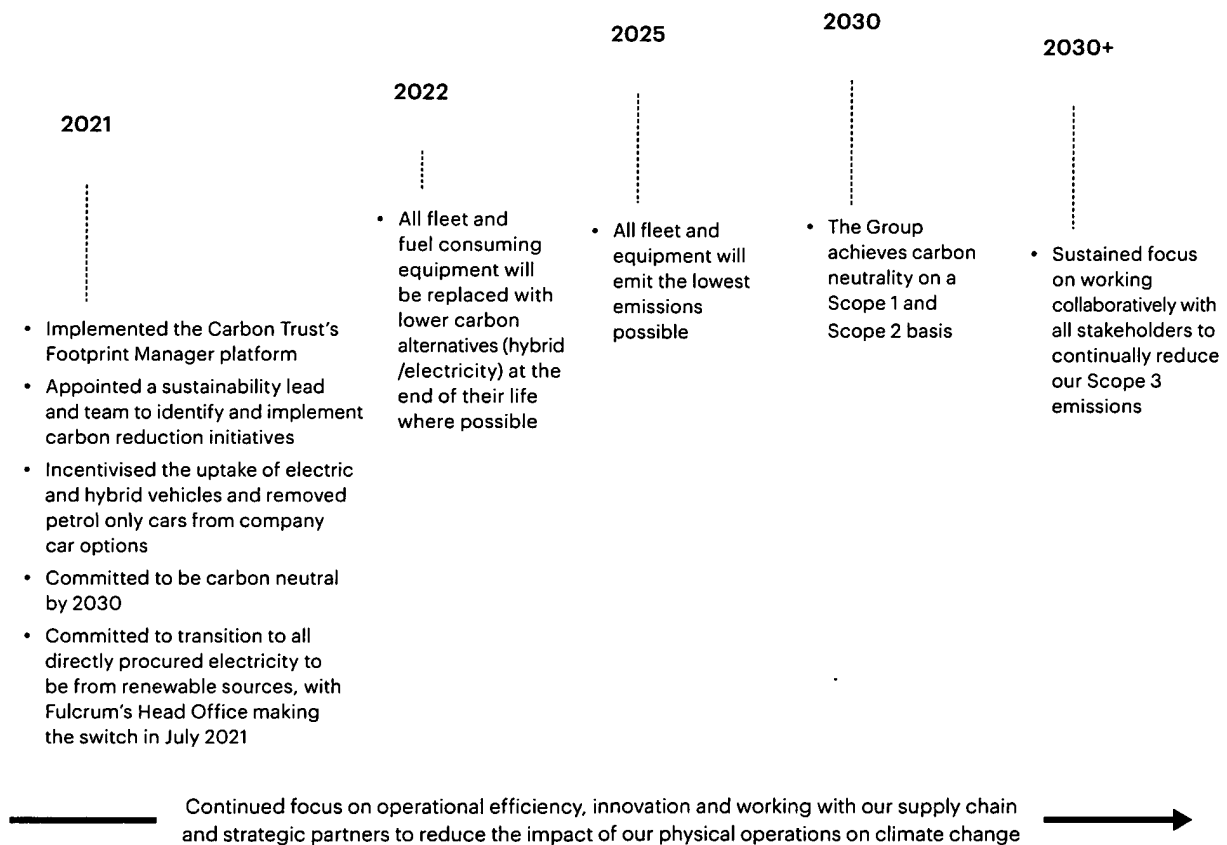 2021
• Implemented the Carbon Trust's
Footprint Manager platform
• Appointed a sustainability lead
and team to identify and implement
carbon reduction initiatives
• Incentivised the uptake of electric
and hybrid vehicles and removed
petrol only cars from company
car options
• Committed to be carbon neutral
by 2030
• Committed to transition to all
directly procured electricity to
be from renewable sources, with
Fulcrum's Head Office making
the switch in July 2021
2022
• All fleet and
fuel consuming
equipment will
be replaced with
lower carbon
alternatives (hybrid
/electricity) at the
end of their life
where possible
2025
• All fleet and
equipment will
emit the lowest
emissions
possible
2030
• The Group
achieves carbon
neutrality on a
Scope 1 and
Scope 2 basis
2030+
• Sustained focus
on working
collaboratively with
all stakeholders to
continually reduce
our Scope 3
emissions
Continued focus on operational efficiency, innovation and working with our supply chain
and strategic partners to reduce the impact of our physical operations on climate change